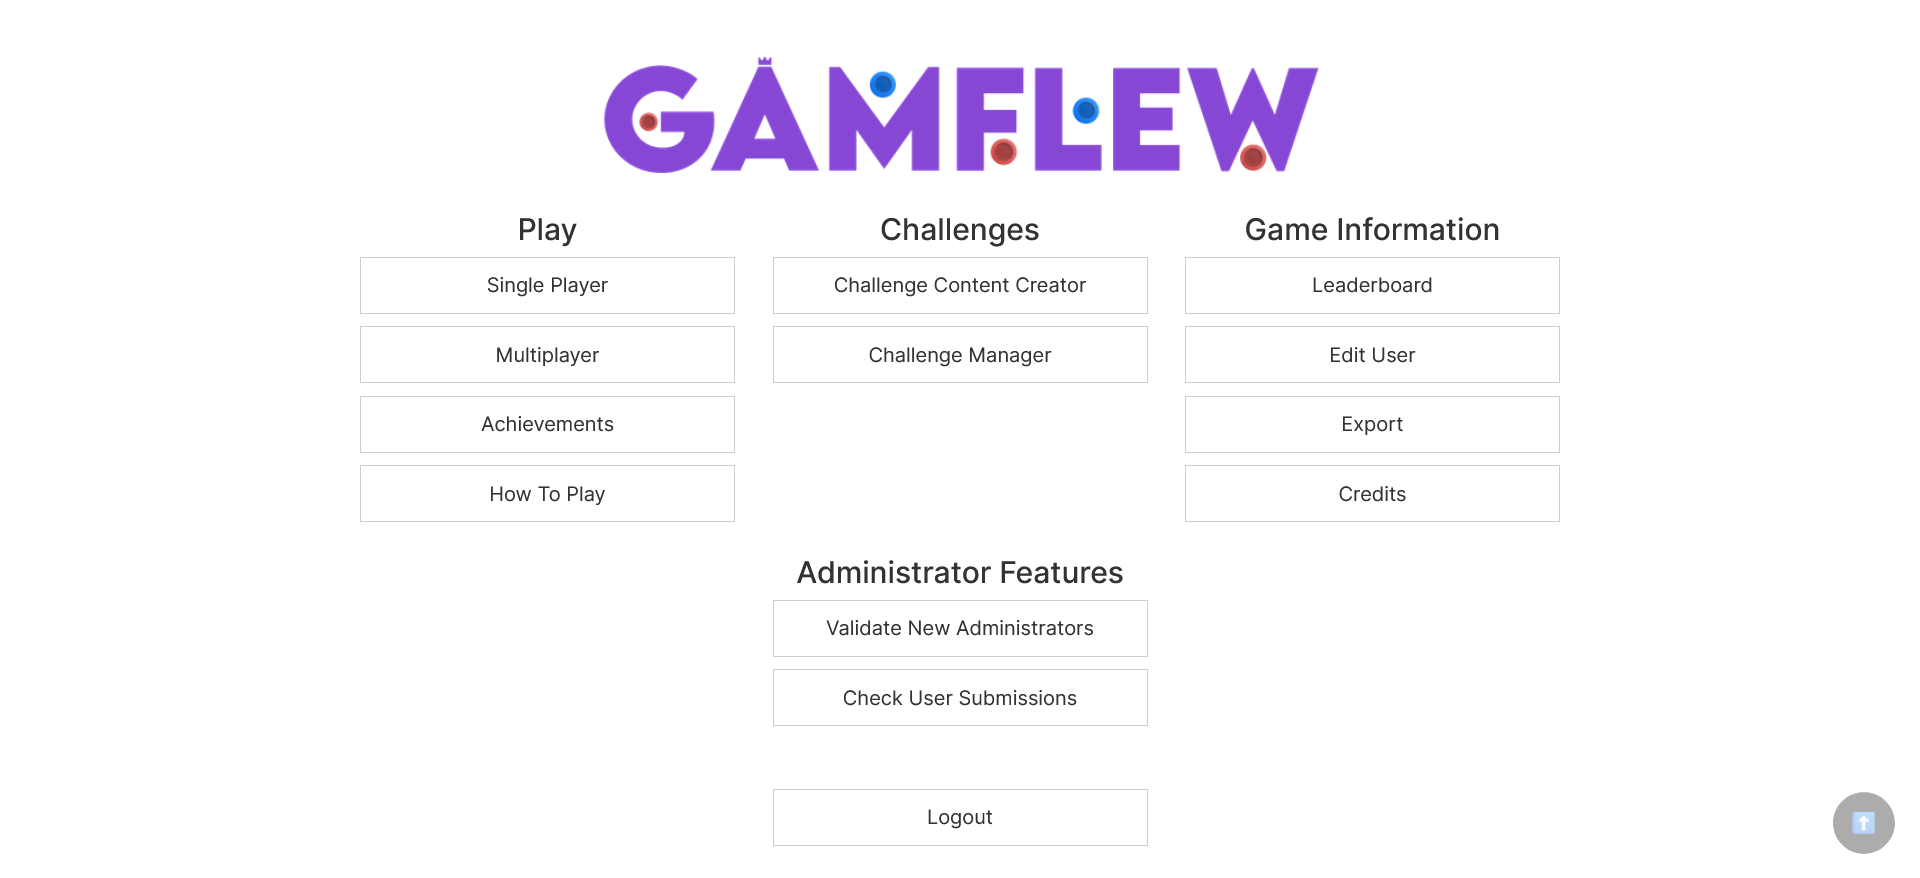 GAMFLEW
Play
Single Player
Multiplayer
Achievements
How To Play
Challenges
Challenge Content Creator
Challenge Manager
Game Information
Leaderboard
Edit User
Export
Credits
Administrator Features
Validate New Administrators
Check User Submissions
Logout